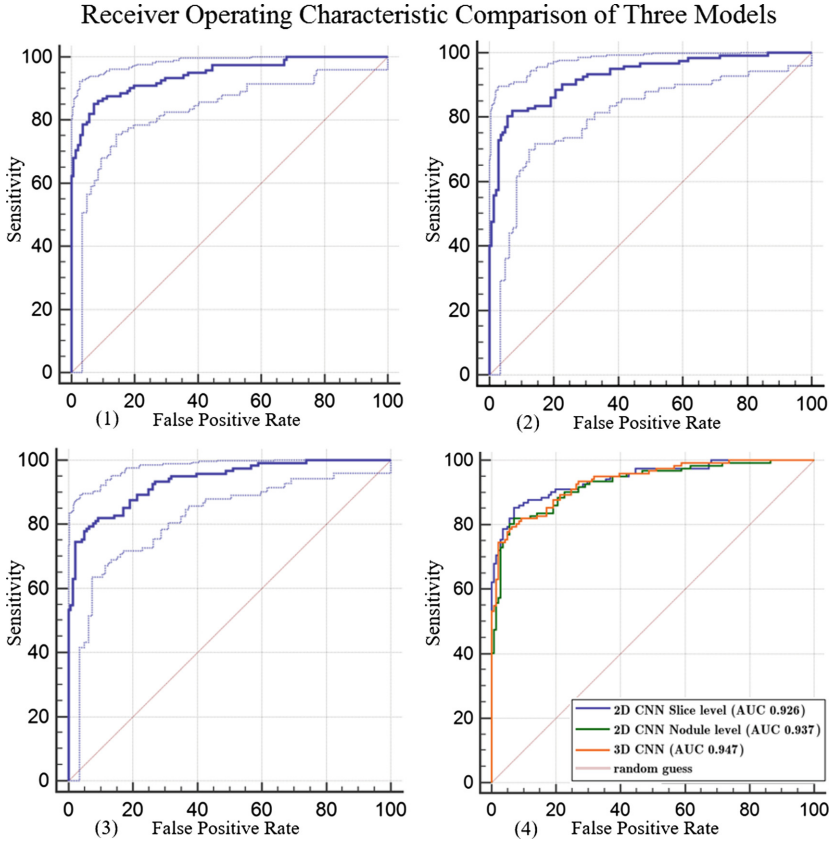 Receiver Operating Characteristic Comparison of Three Models
100
80
60
40
20
0
Sensitivity
0 20 40 60 80 100
(1) False Positive Rate
100
80
60
40
20
0
Sensitivity
0 20 40 60 80 100
(2) False Positive Rate
100
80
60
40
20
0
Sensitivity
0 20 40 60 80 100
(3) False Positive Rate
100
80
60
40
20
0
Sensitivity
2D CNN Slice level (AUC 0.926)
2D CNN Nodule level (AUC 0.937)
3D CNN (AUC 0.947)
random guess
0 20 40 60 80 100
(4) False Positive Rate